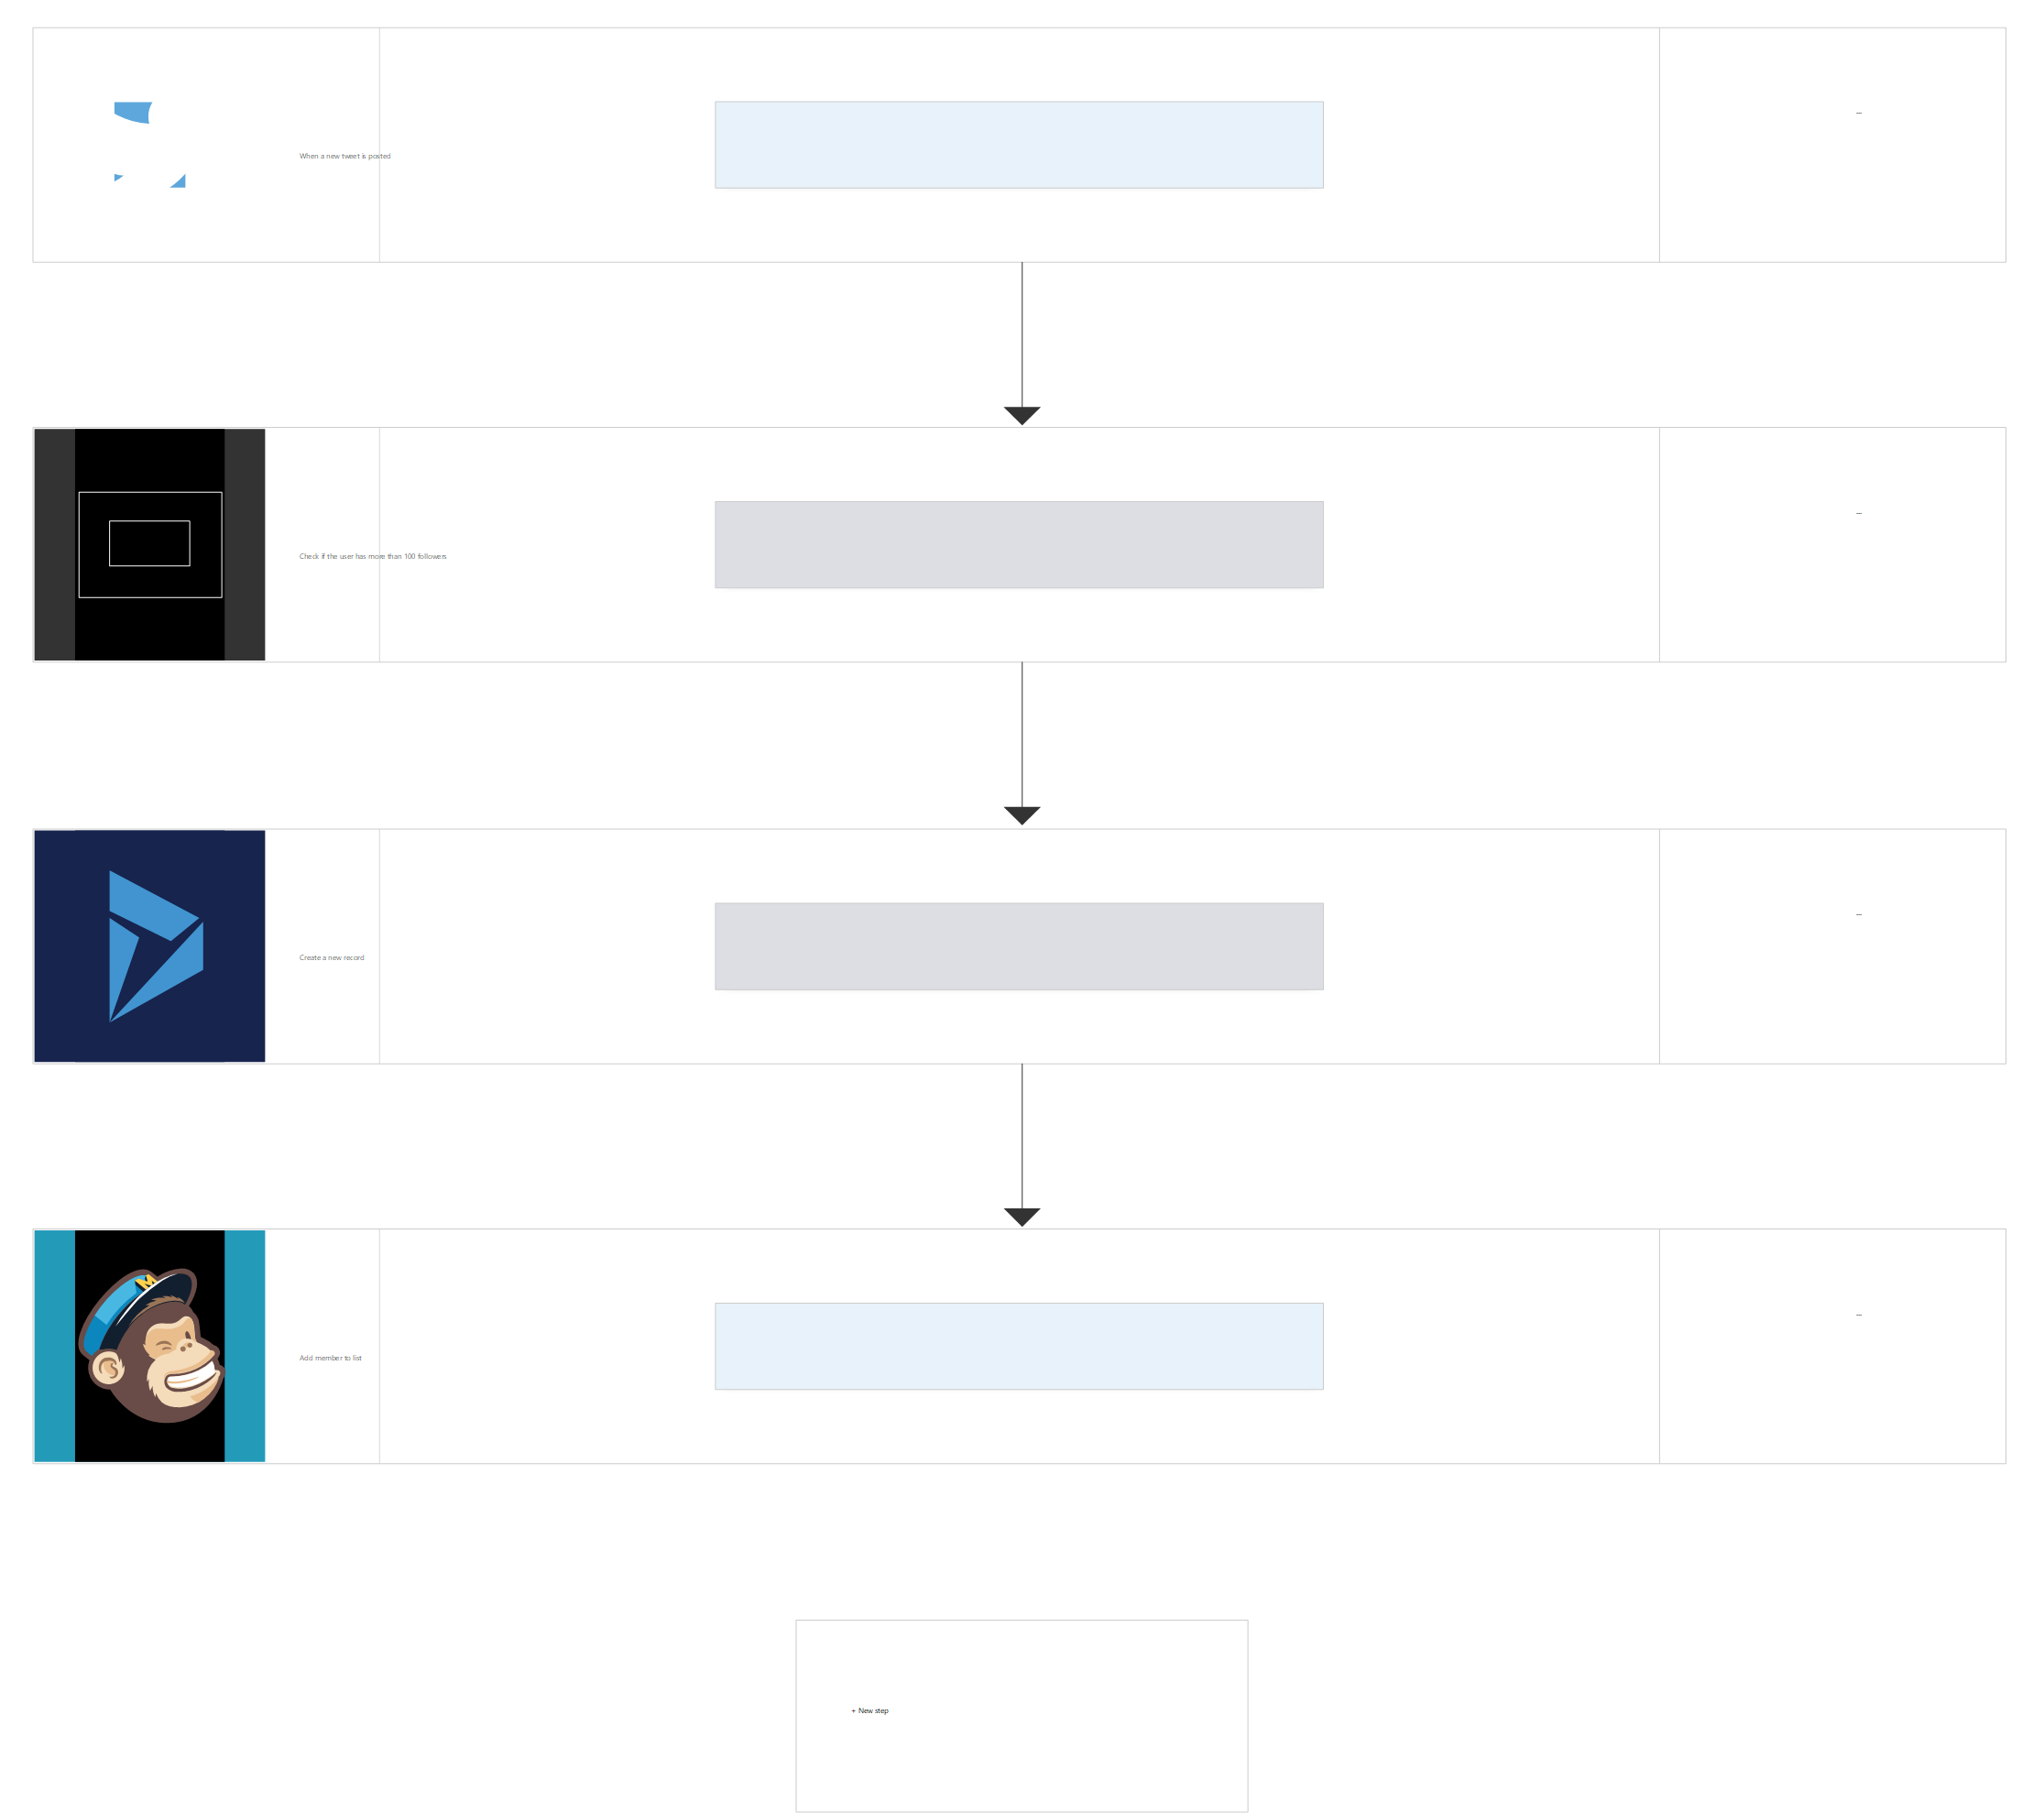 When a new tweet is posted
Check if the user has more than 100 followers
Create a new record
Add member to list
+ New step